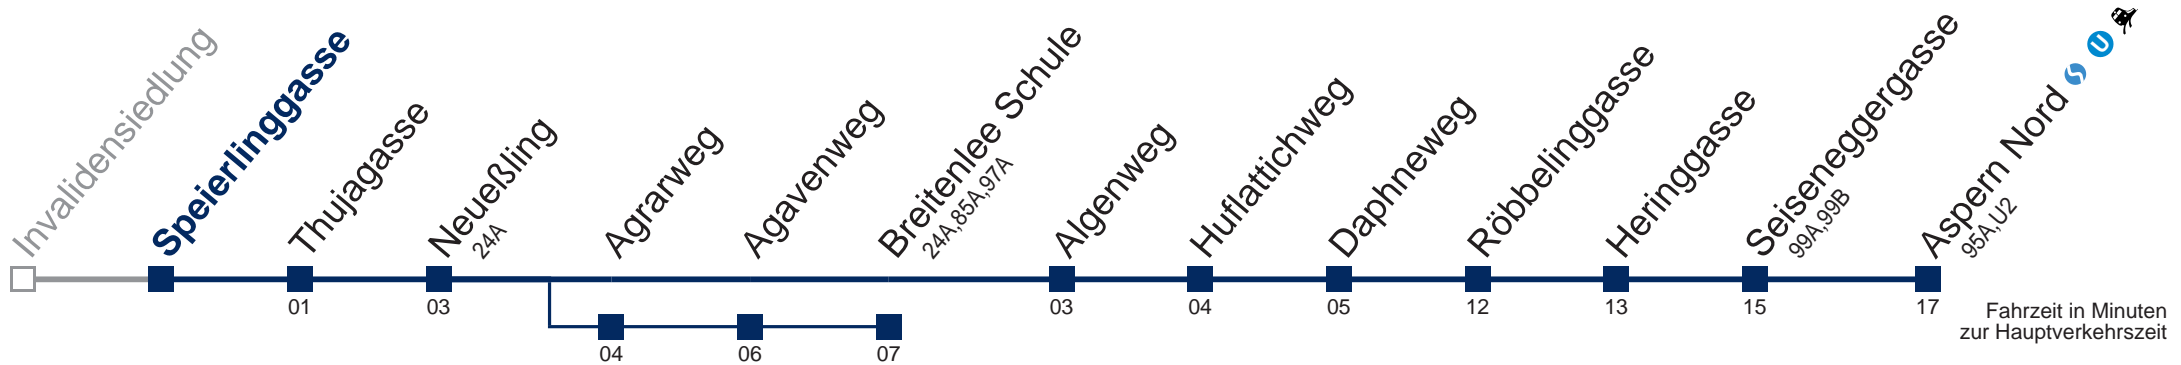 Invalidensiedlung
Speierlinggasse
Thujagasse
Neueßling
24A
Agrarweg
Agavenweg
Breitenlee Schule
24A,85A,97A
Algenweg
Huflattichweg
Daphneweg
Röbbelinggasse
Heringgasse
Seiseneggergasse
99A,99B
Aspern Nord S U
95A,U2
01
03
03
04
05
12
13
15
17
04
06
07
Fahrzeit in Minuten
zur Hauptverkehrszeit